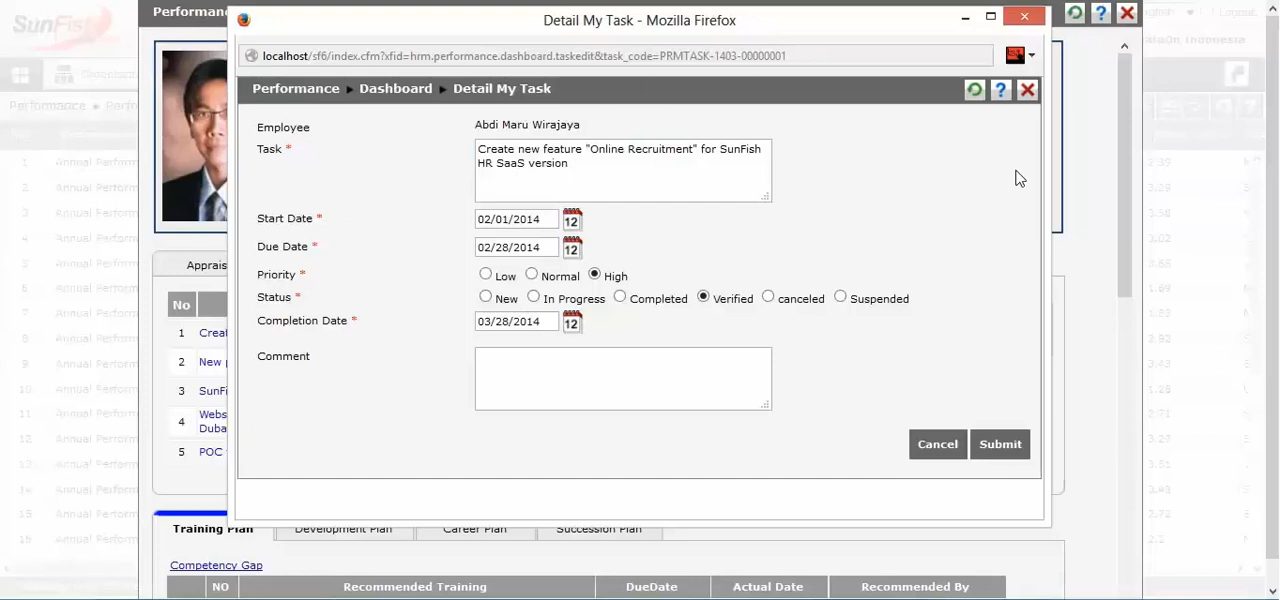 SunFish
Performan
Detail My Task - Mozilla Firefox
Logout
localhost/sf6/index.cfm?xfid=hrm.performance.dashboard.taskedit&task_code=PRMTASK-1403-00000001
Performance ▸ Dashboard ▸ Detail My Task
Employee Abdi Maru Wirajaya
Task * Create new feature "Online Recruitment" for SunFish
HR SaaS version
Start Date * 02/01/2014
Due Date * 02/28/2014
Priority * Low Normal High
Status * New In Progress Completed Verified canceled Suspended
Completion Date * 03/28/2014
Comment
Cancel Submit
Apprais
No
1 Creat
2 New p
3 SunFi
4 Webs
Duba
5 POC
Training Plan Development Plan Career Plan Succession Plan
Competency Gap
NO Recommended Training DueDate Actual Date Recommended By